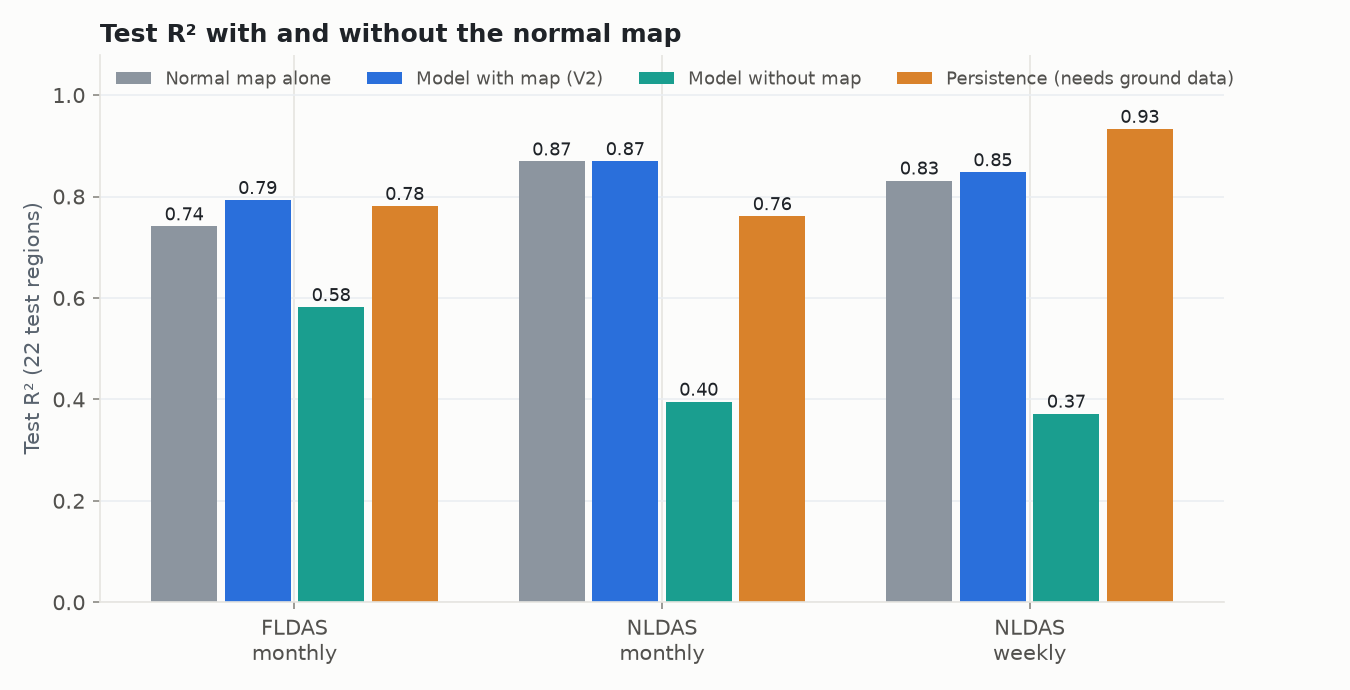 Test R² with and without the normal map
Normal map alone
Model with map (V2)
Model without map
Persistence (needs ground data)
Test R² (22 test regions)
1.0
0.8
0.6
0.4
0.2
0.0
0.74
0.79
0.58
0.78
0.87
0.87
0.40
0.76
0.83
0.85
0.37
0.93
FLDAS
monthly
NLDAS
monthly
NLDAS
weekly